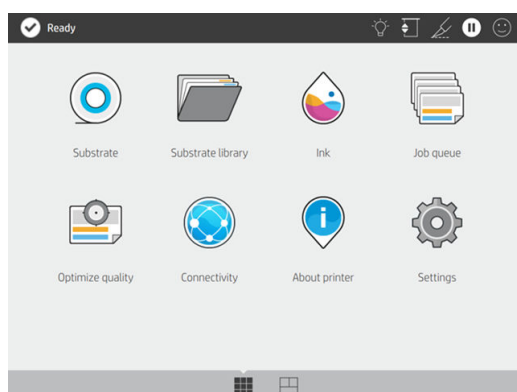 Ready
Substrate
Substrate library
Ink
Job queue
Optimize quality
Connectivity
About printer
Settings